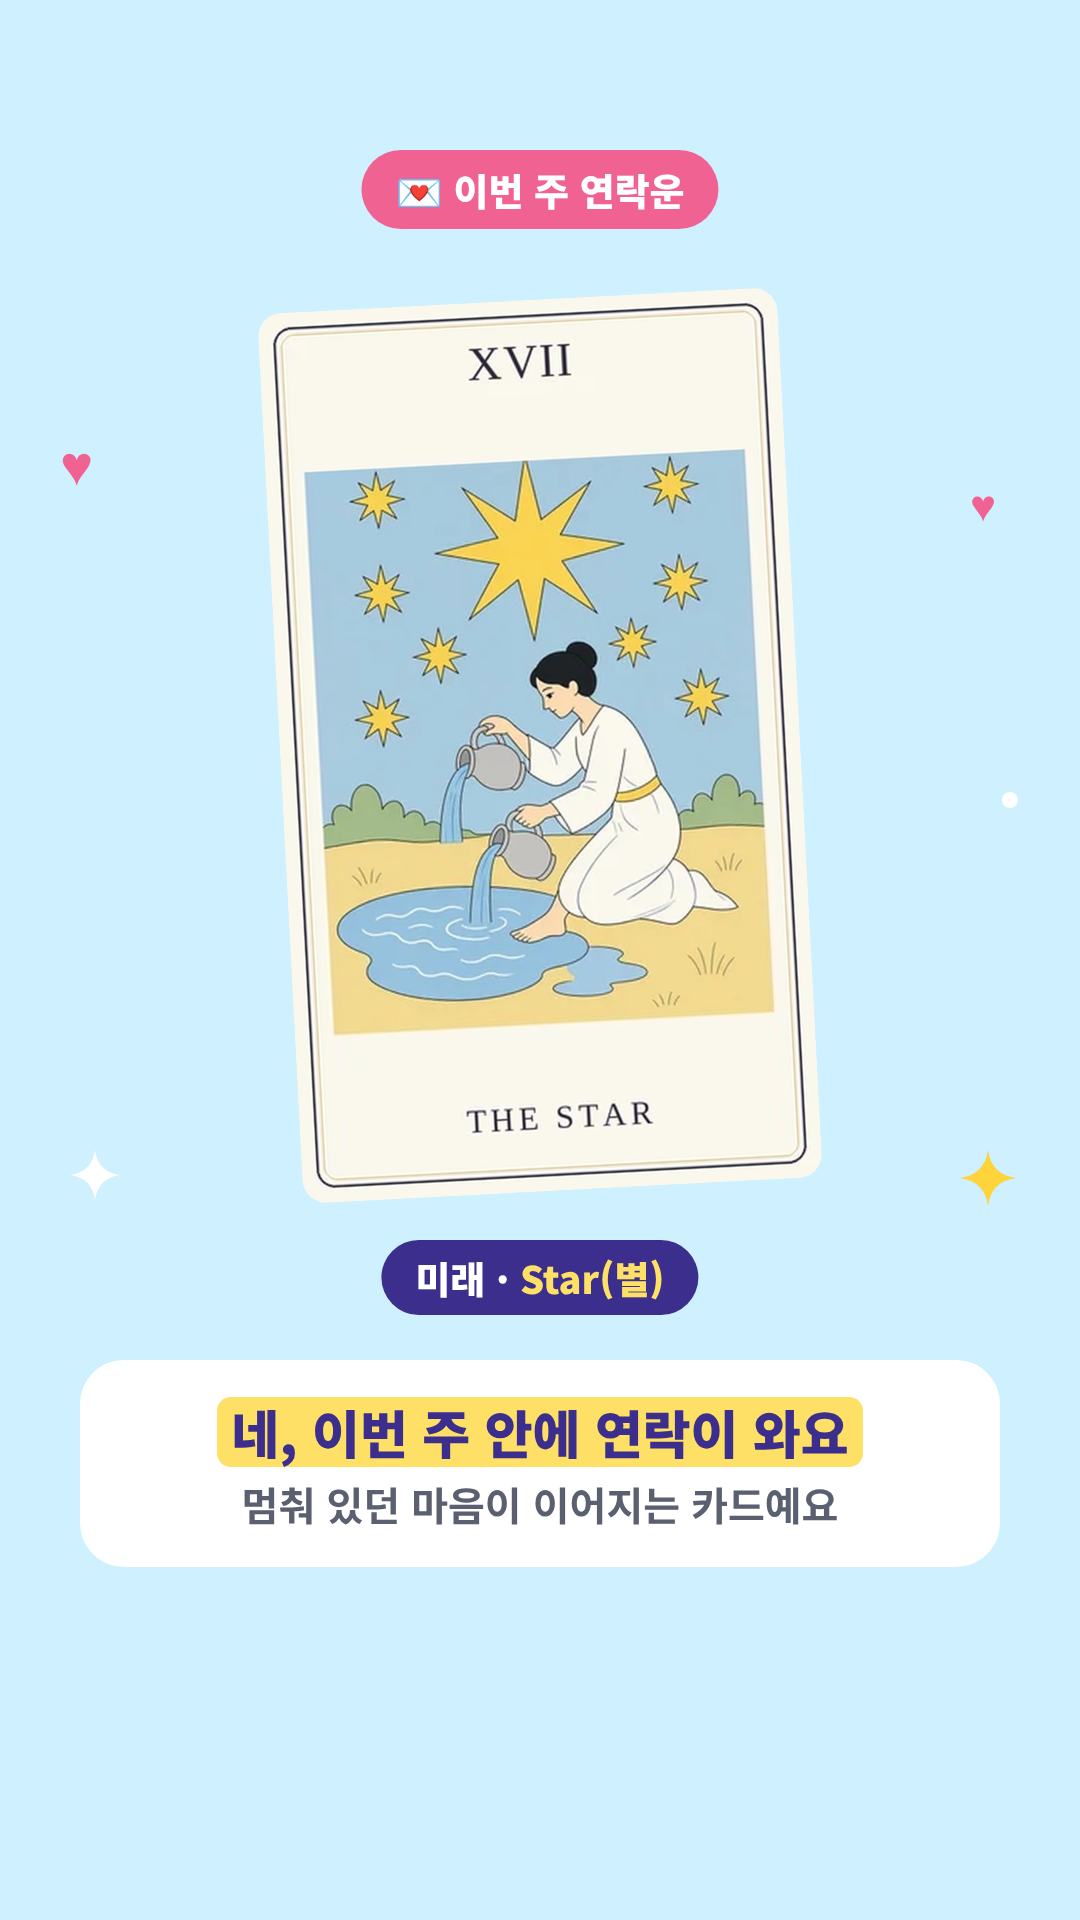 💌 이번 주 연락운
XVII
THE STAR
미래 · Star(별)
네, 이번 주 안에 연락이 와요
멈춰 있던 마음이 이어지는 카드예요